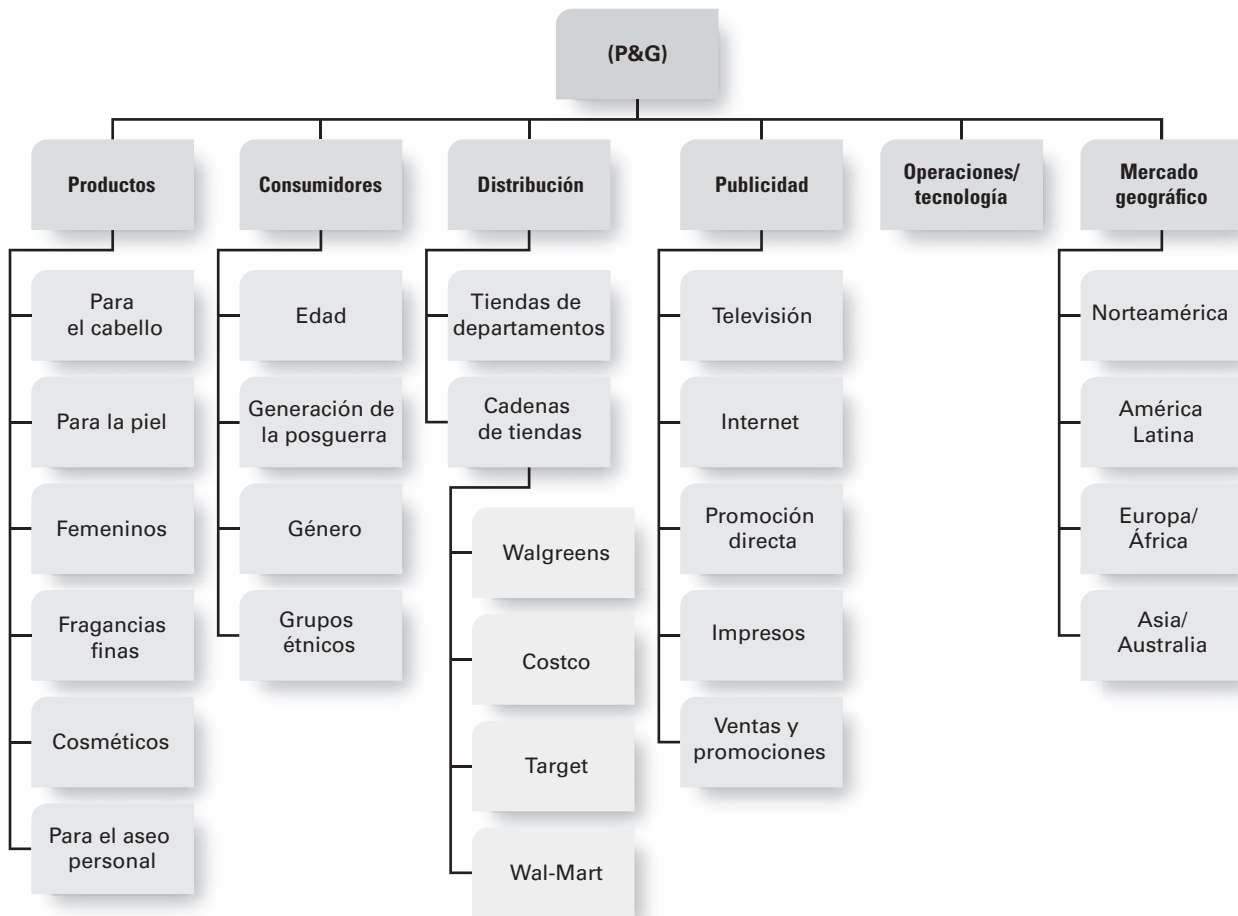 (P&G)
Productos
Para
el cabello
Para la piel
Femeninos
Fragancias
finas
Cosméticos
Para el aseo
personal
Consumidores
Edad
Generación de
la posguerra
Género
Grupos
étnicos
Distribución
Tiendas de
departamentos
Cadenas
de tiendas
Walgreens
Costco
Target
Wal-Mart
Publicidad
Televisión
Internet
Promoción
directa
Impresos
Ventas y
promociones
Operaciones/
tecnología
Mercado
geográfico
Norteamérica
América
Latina
Europa/
África
Asia/
Australia